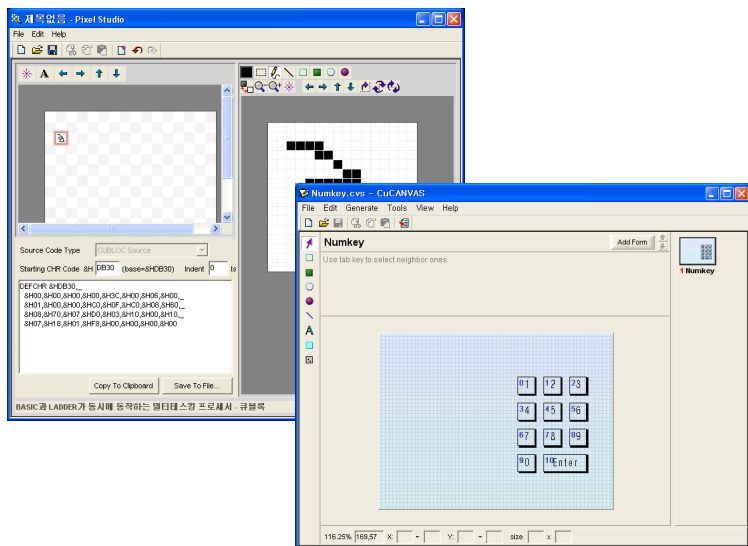 제목없음 - Pixel Studio
File Edit Help
A
Source Code Type CUBLOC Source
Starting CHR Code &H DB30 (base=&HDB30) Indent 0
DEFCHR &HDB30,_
&H00,&H00,&H00,&H00,&H3C,&H00,&H06,&H00,_
&H01,&H00,&H00,&HC0,&H0F,&HC0,&H08,&H60,_
&H08,&H70,&H07,&HD0,&H03,&H10,&H00,&H10,_
&H07,&H18,&H01,&HF8,&H00,&H00,&H00,&H00
Copy To Clipboard Save To File...
BASIC과 LADDER가 동시에 동작하는 멀티태스킹 프로세서 - 큐블록
Numkey.cvs - CuCANVAS
File Edit Generate Tools View Help
Numkey
Add Form
Use tab key to select neighbor ones.
1 Numkey
A
0 1 1 2 2 3
3 4 4 5 5 6
6 7 7 8 8 9
9 0 10 Enter
116.25% 169,57 X: - Y: - size x